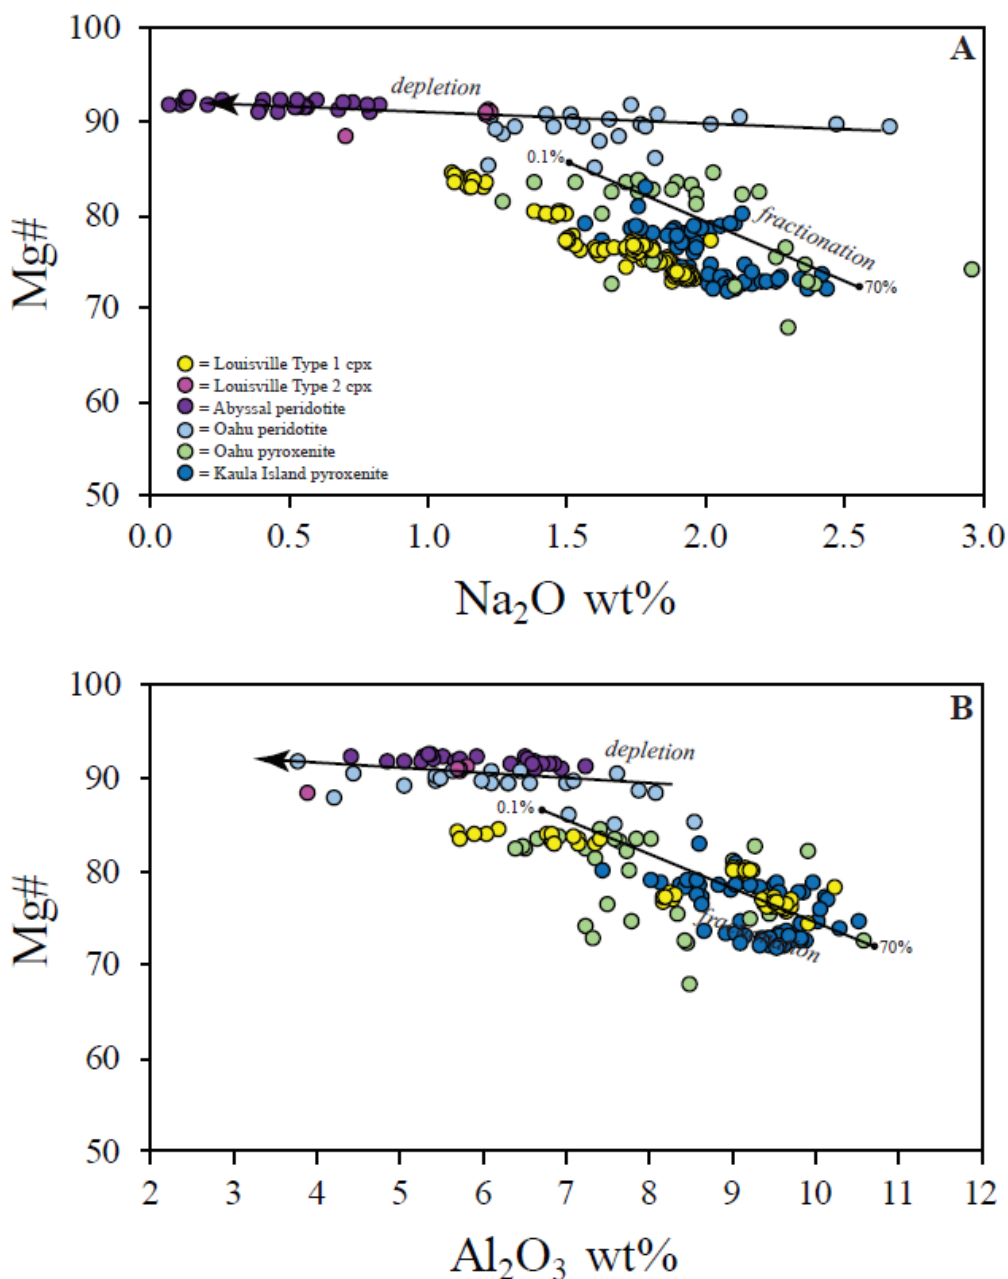 100
A
depletion
90
0.1%
80
fractionation
Mg#
70
70%
= Louisville Type 1 cpx
= Louisville Type 2 cpx
60
= Abyssal peridotite
= Oahu peridotite
= Oahu pyroxenite
= Kaula Island pyroxenite
50
0.0 0.5 1.0 1.5 2.0 2.5 3.0
Na₂O wt%
100
B
depletion
90
0.1%
80
Mg#
fractionation
70%
70
60
50
2 3 4 5 6 7 8 9 10 11 12
Al₂O₃ wt%